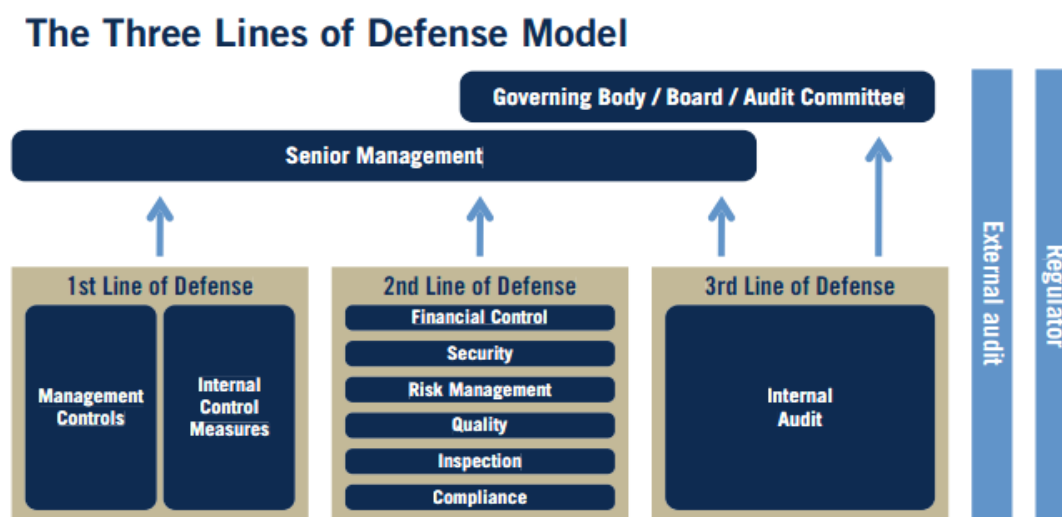 The Three Lines of Defense Model
Governing Body / Board / Audit Committee
Senior Management
1st Line of Defense
Management
Controls
Internal
Control
Measures
2nd Line of Defense
Financial Control
Security
Risk Management
Quality
Inspection
Compliance
3rd Line of Defense
Internal
Audit
External audit
Regulator